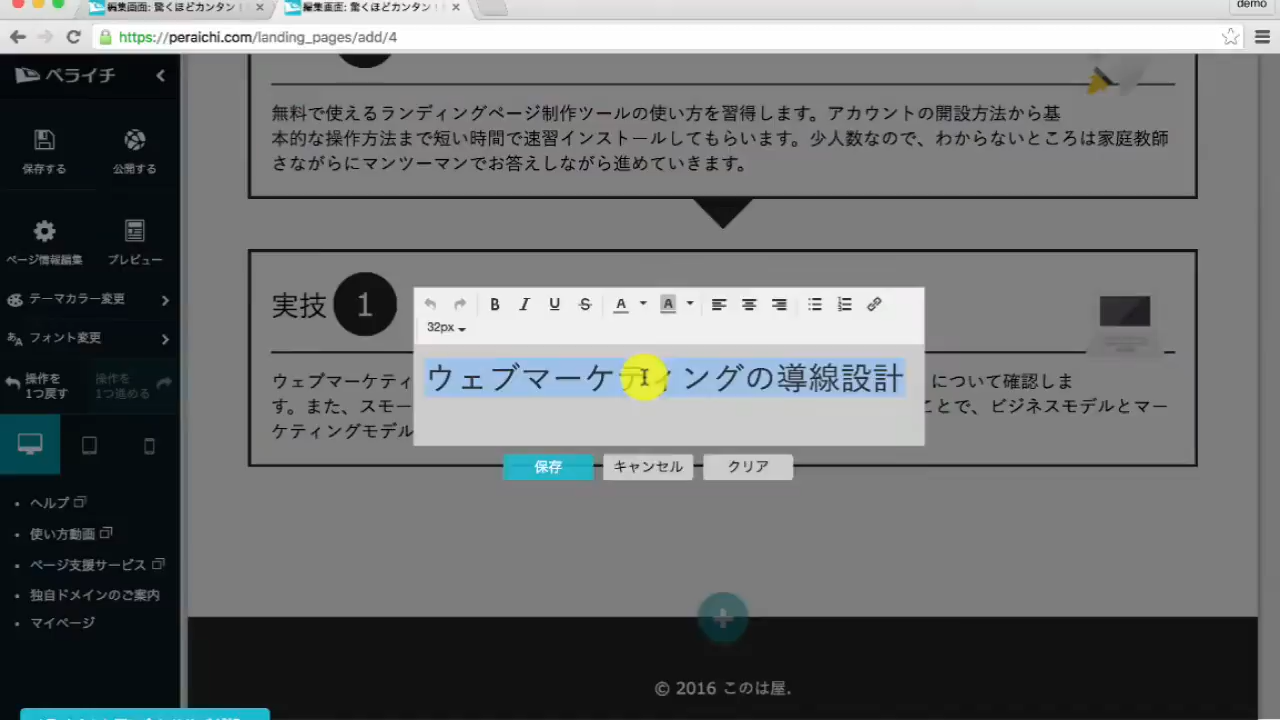 編集画面: 驚くほどカンタン
編集画面: 驚くほどカンタン
demo
https://peraichi.com/landing_pages/add/4
ペライチ
保存する
公開する
ページ情報編集
プレビュー
テーマカラー変更
フォント変更
操作を
1つ戻す
操作を
1つ進める
ヘルプ
使い方動画
ページ支援サービス
独自ドメインのご案内
マイページ
無料で使えるランディングページ制作ツールの使い方を習得します。アカウントの開設方法から基
本的な操作方法まで短い時間で速習インストールしてもらいます。少人数なので、わからないところは家庭教師
さながらにマンツーマンでお答えしながら進めていきます。
実技 1
B I U S A A
32px
ウェブマーケティングの導線設計
保存 キャンセル クリア
ウェブマーケティ
について確認しま
す。また、スモー
ことで、ビジネスモデルとマー
ケティングモデル
© 2016 このは屋.